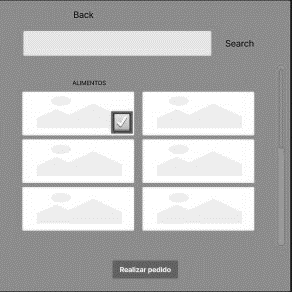 Back
Search
ALIMENTOS
Realizar pedido